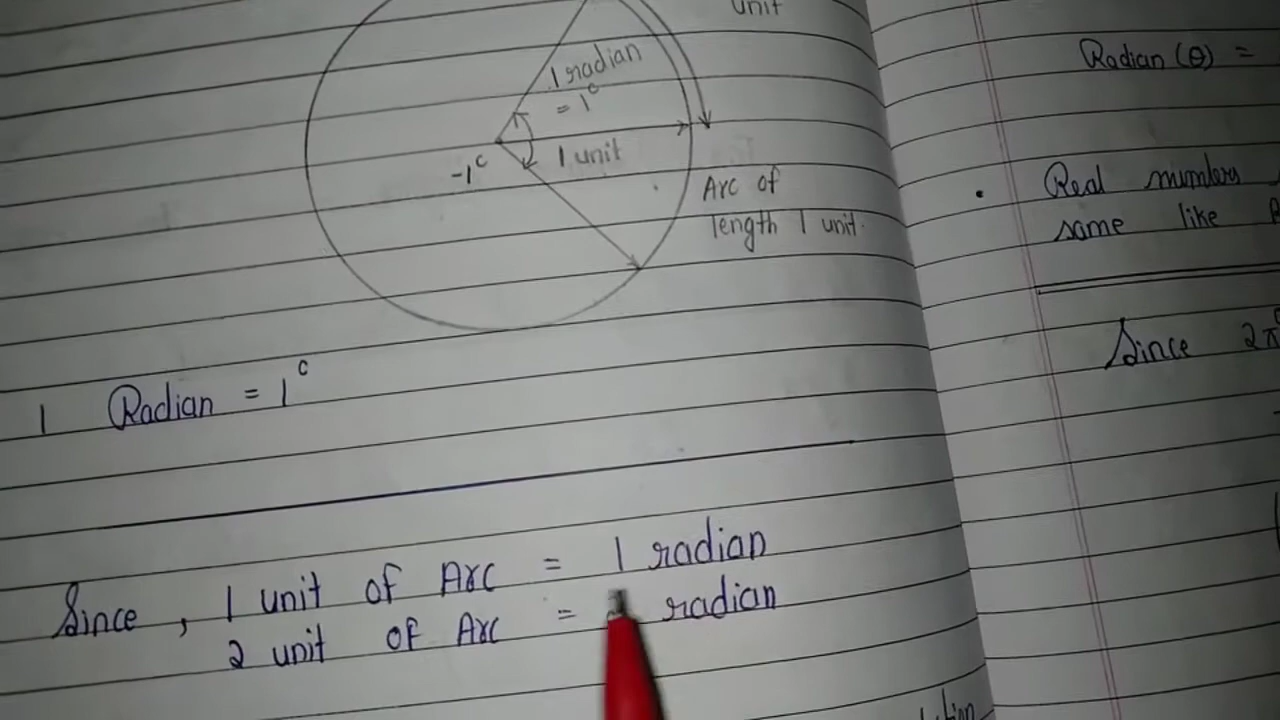 unit
1 radian
= 1ᶜ
-1ᶜ
1 unit
Arc of
length 1 unit.
1 Radian = 1ᶜ
Since, 1 unit of Arc = 1 radian
2 unit of Arc = radian
Radian (θ) =
• Real numbers
same like
Since 2π